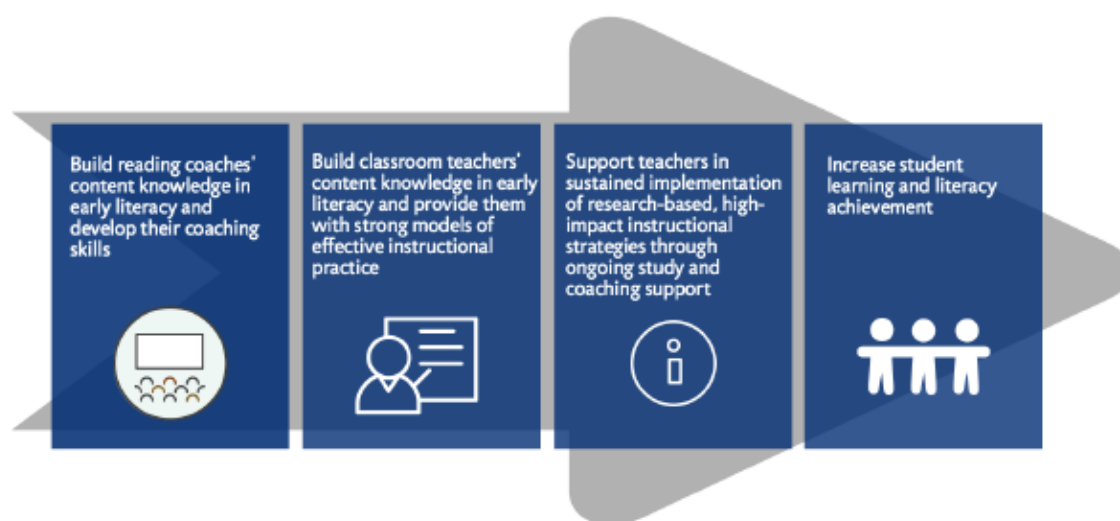 Build reading coaches'
content knowledge in
early literacy and
develop their coaching
skills
Build classroom teachers'
content knowledge in early
literacy and provide them
with strong models of
effective instructional
practice
Support teachers in
sustained implementation
of research-based, high-
impact instructional
strategies through
ongoing study and
coaching support
Increase student
learning and literacy
achievement